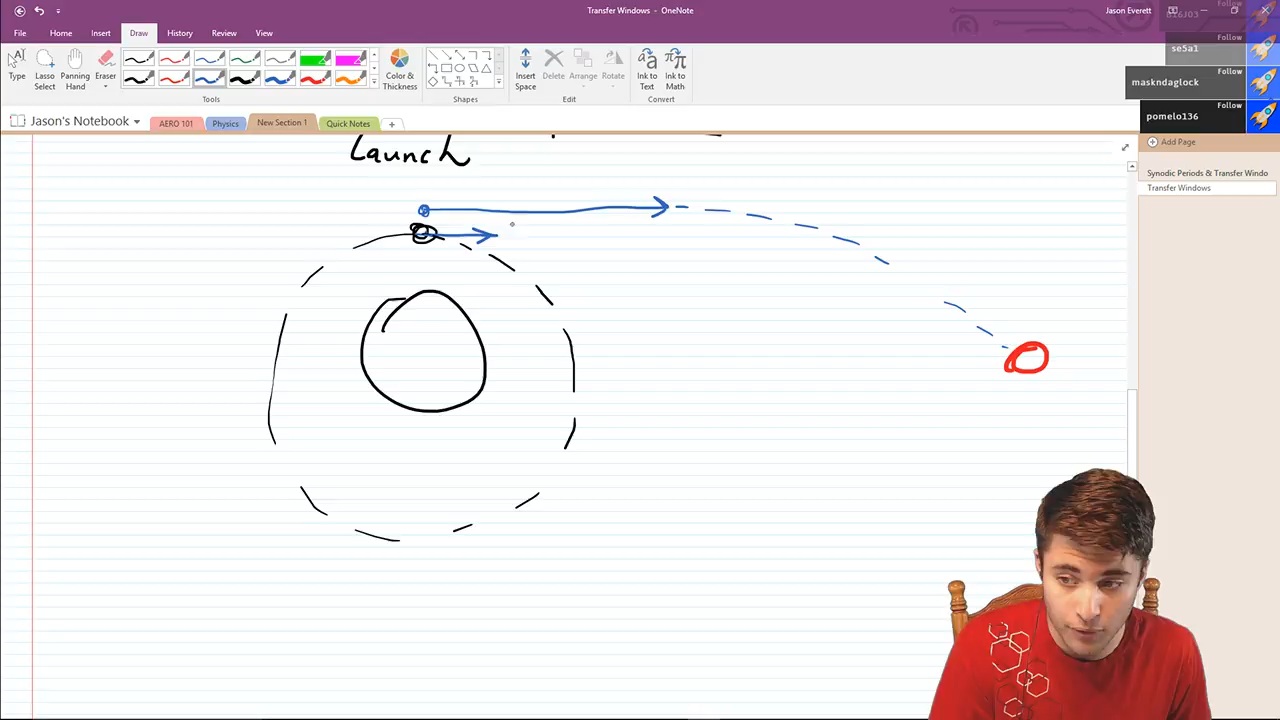 Transfer Windows - OneNote
Jason Everett
B16J03
File Home Insert Draw History Review View
Follow
se5a1
Follow
maskndaglock
Follow
pomelo136
Type
Lasso Select
Panning Hand
Eraser
Color & Thickness
Insert Space
Delete
Arrange
Rotate
Ink to Text
Ink to Math
Tools
Shapes
Edit
Convert
Jason's Notebook
AERO 101
Physics
New Section 1
Quick Notes
Add Page
Synodic Periods & Transfer Windo
Transfer Windows
Launch